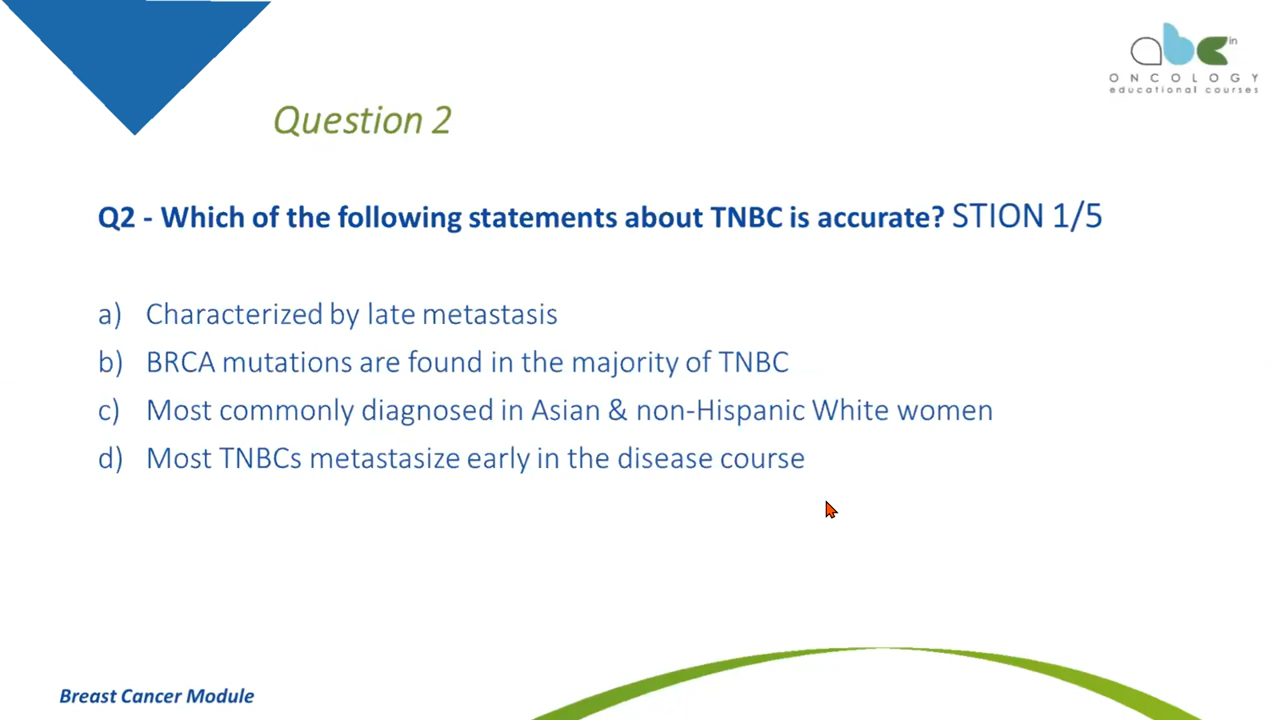 abc in
ONCOLOGY
educational courses
Question 2
Q2 - Which of the following statements about TNBC is accurate? STION 1/5
a) Characterized by late metastasis
b) BRCA mutations are found in the majority of TNBC
c) Most commonly diagnosed in Asian & non-Hispanic White women
d) Most TNBCs metastasize early in the disease course
Breast Cancer Module